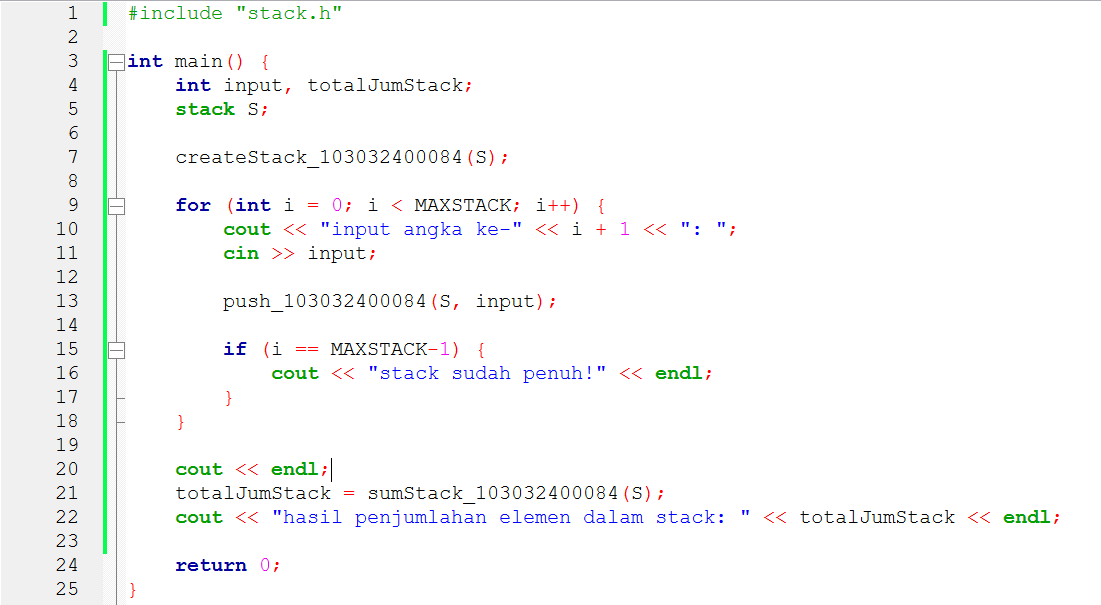 1 #include "stack.h"
2
3 int main() {
4 int input, totalJumStack;
5 stack S;
6
7 createStack_103032400084(S);
8
9 for (int i = 0; i < MAXSTACK; i++) {
10 cout << "input angka ke-" << i + 1 << ": ";
11 cin >> input;
12
13 push_103032400084(S, input);
14
15 if (i == MAXSTACK-1) {
16 cout << "stack sudah penuh!" << endl;
17 }
18 }
19
20 cout << endl;
21 totalJumStack = sumStack_103032400084(S);
22 cout << "hasil penjumlahan elemen dalam stack: " << totalJumStack << endl;
23
24 return 0;
25 }